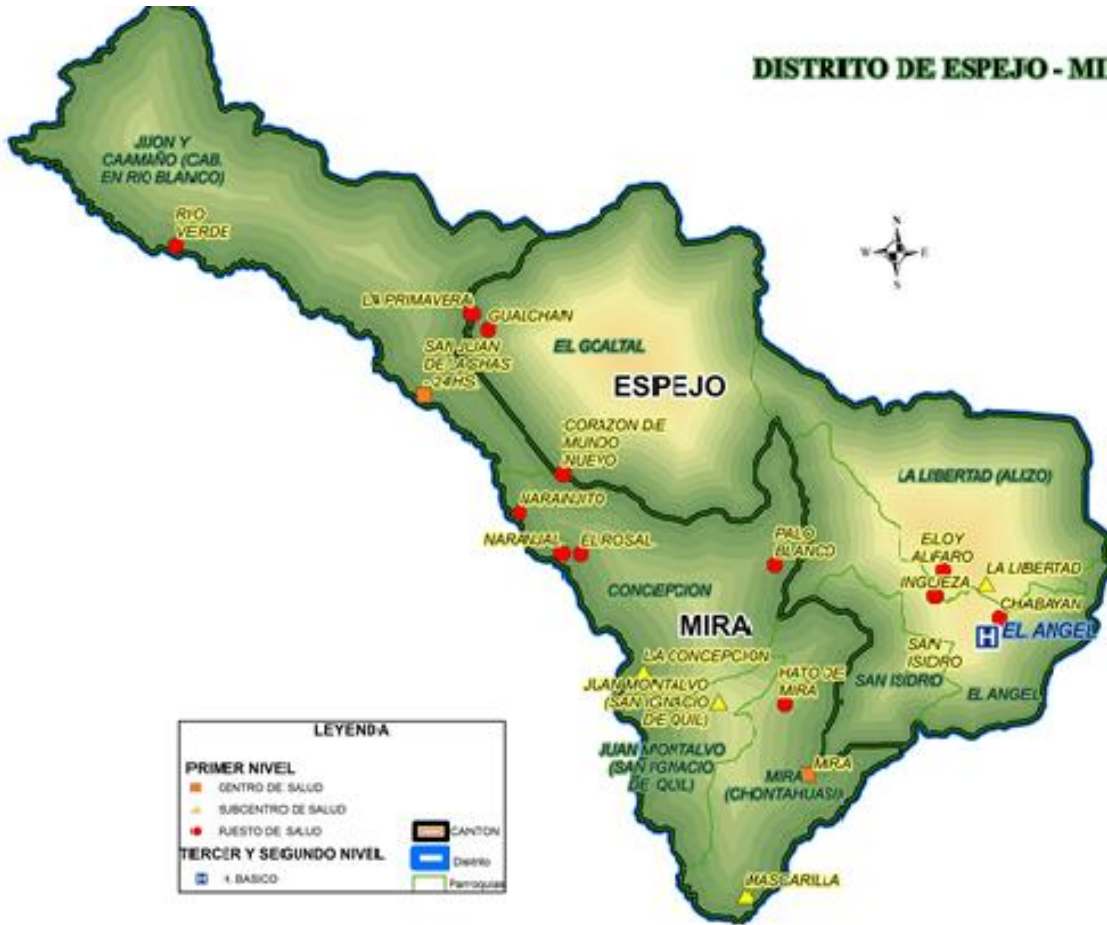 DISTRITO DE ESPEJO - MI
JIJON Y
CAAMAÑO (CAB.
EN RIO BLANCO)
RIO
VERDE
N
W
E
S
LA PRIMAVERA
GUALCHAN
SAN JUAN
DE LACHAS
- 24HS.
EL GOALTAL
ESPEJO
CORAZON DE
MUNDO
NUEVO
LA LIBERTAD (ALIZO)
NARANJITO
NARANJAL
EL ROSAL
PALO
BLANCO
ELOY
ALFARO
LA LIBERTAD
INGUEZA
CHABAYAN
CONCEPCION
MIRA
H
EL ANGEL
LA CONCEPCION
SAN
ISIDRO
JUAN MONTALVO
(SAN IGNACIO
DE QUIL)
HATO DE
MIRA
SAN ISIDRO
EL ANGEL
JUAN MONTALVO
(SAN IGNACIO
DE QUIL)
MIRA
MIRA
(CHONTAHUASI)
MASCARILLA
LEYENDA
PRIMER NIVEL
CENTRO DE SALUD
SUBCENTRO DE SALUD
PUESTO DE SALUD
TERCER Y SEGUNDO NIVEL
H
H. BASICO
CANTON
Distrito
Parroquias